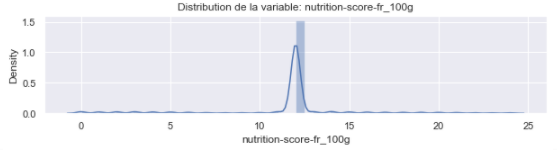 Distribution de la variable: nutrition-score-fr_100g
1.5
1.0
Density
0.5
0.0
0 5 10 15 20 25
nutrition-score-fr_100g